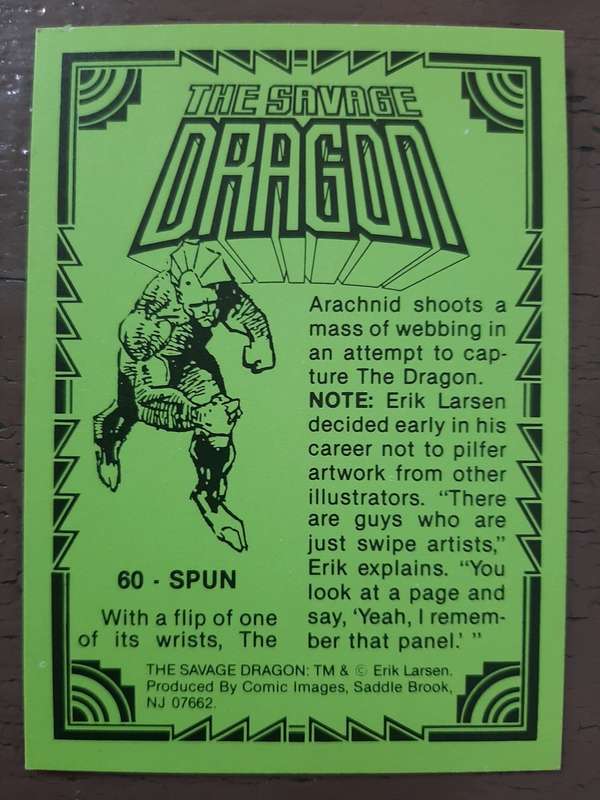 THE SAVAGE
DRAGON
60 - SPUN
With a flip of one
of its wrists, The
Arachnid shoots a
mass of webbing in
an attempt to cap-
ture The Dragon.
NOTE: Erik Larsen
decided early in his
career not to pilfer
artwork from other
illustrators. “There
are guys who are
just swipe artists,”
Erik explains. “You
look at a page and
say, ‘Yeah, I remem-
ber that panel.’ ”
THE SAVAGE DRAGON: TM & © Erik Larsen.
Produced By Comic Images, Saddle Brook,
NJ 07662.